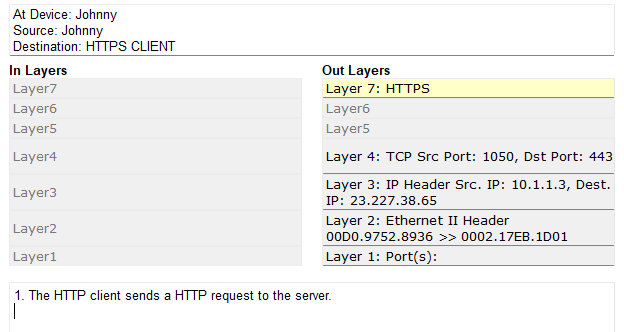 At Device: Johnny
Source: Johnny
Destination: HTTPS CLIENT
In Layers
Layer7
Layer6
Layer5
Layer4
Layer3
Layer2
Layer1
Out Layers
Layer 7: HTTPS
Layer6
Layer5
Layer 4: TCP Src Port: 1050, Dst Port: 443
Layer 3: IP Header Src. IP: 10.1.1.3, Dest.
IP: 23.227.38.65
Layer 2: Ethernet II Header
00D0.9752.8936 >> 0002.17EB.1D01
Layer 1: Port(s):
1. The HTTP client sends a HTTP request to the server.